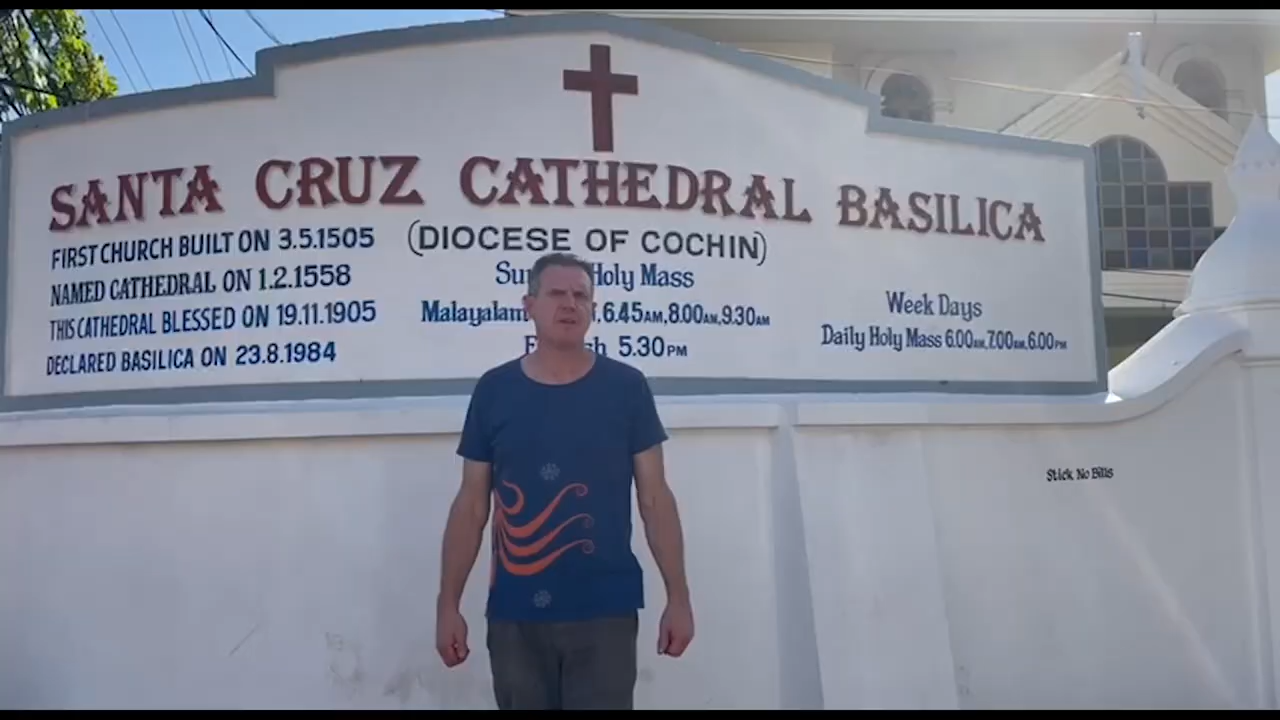 SANTA CRUZ CATHEDRAL BASILICA
(DIOCESE OF COCHIN)
FIRST CHURCH BUILT ON 3.5.1505
NAMED CATHEDRAL ON 1.2.1558
THIS CATHEDRAL BLESSED ON 19.11.1905
DECLARED BASILICA ON 23.8.1984
Holy Mass
Malayalam 6.45AM,8.00AM,9.30AM
5.30PM
Week Days
Daily Holy Mass 6.00AM,7.00AM,6.00PM
Stick No Bills